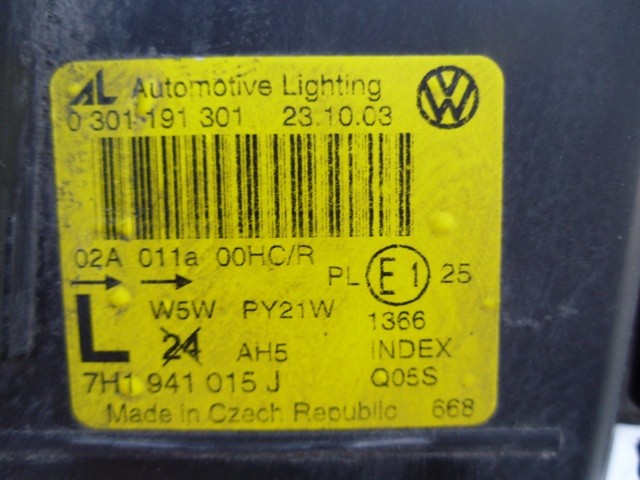 AL Automotive Lighting
0 301 191 301 23.10.03
02A 011a 00HC/R
PL E1 25
L W5W PY21W 1366
24 AH5 INDEX
7H1 941 015 J Q05S
Made in Czech Republic 668